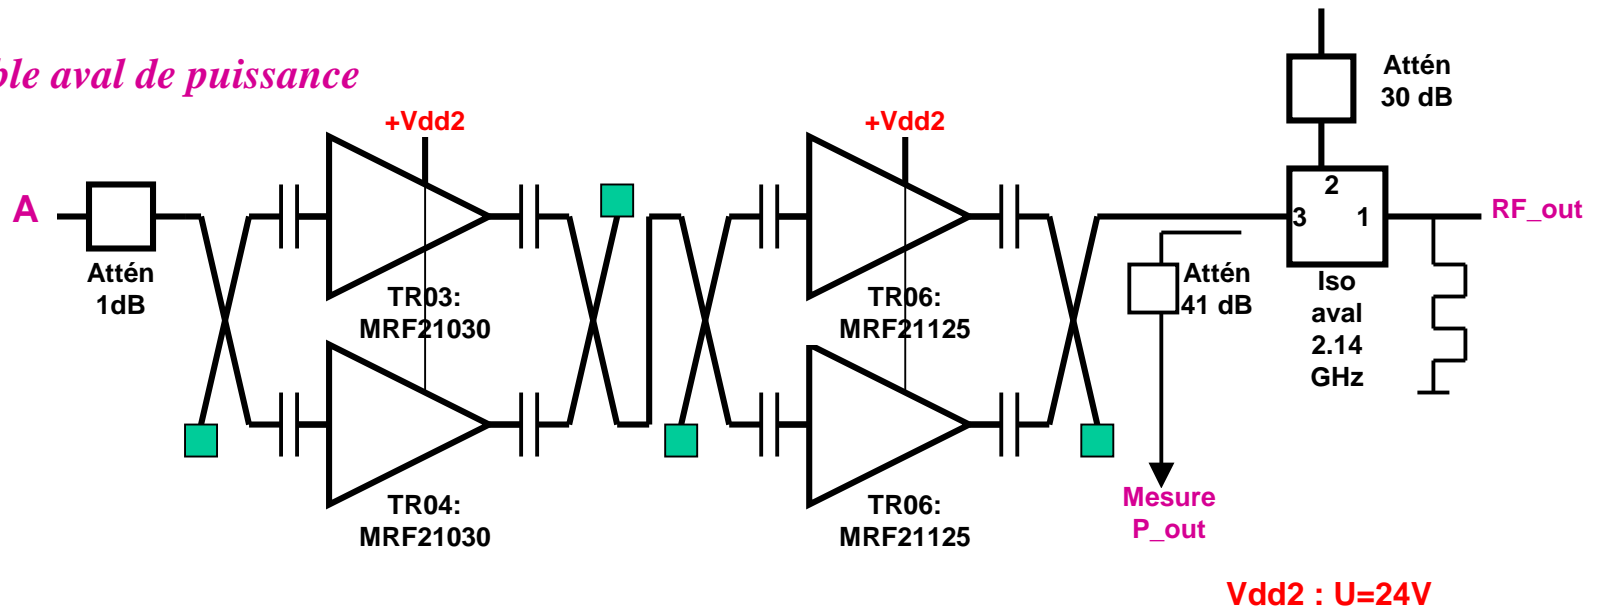 aval de puissance
Attén
30 dB
+Vdd2
+Vdd2
A
2
3
1
RF_out
Attén
1dB
TR03:
MRF21030
TR06:
MRF21125
Attén
41 dB
Iso
aval
2.14
GHz
TR04:
MRF21030
TR06:
MRF21125
Mesure
P_out
Vdd2 : U=24V